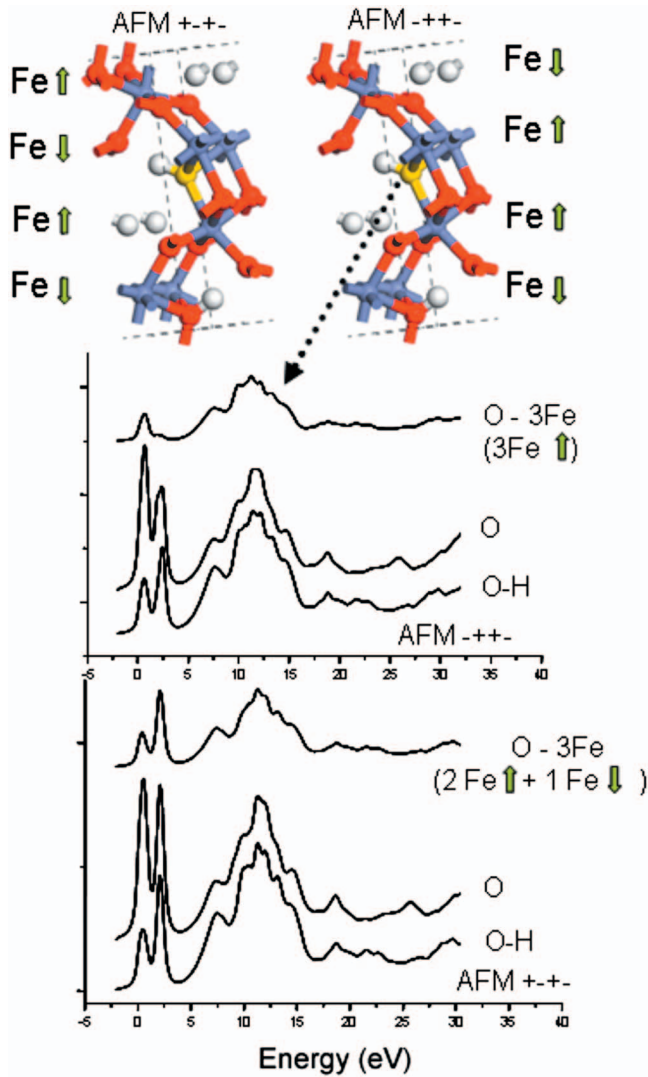 AFM +-+-
AFM -++-
Fe ⇧
Fe ⇩
Fe ⇩
Fe ⇧
Fe ⇧
Fe ⇧
Fe ⇩
Fe ⇩
O - 3Fe
(3Fe ⇧)
O
O-H
AFM -++-
-5 0 5 10 15 20 25 30 35 40
O - 3Fe
(2 Fe ⇧ + 1 Fe ⇩ )
O
O-H
AFM +-+-
-5 0 5 10 15 20 25 30 35 40
Energy (eV)